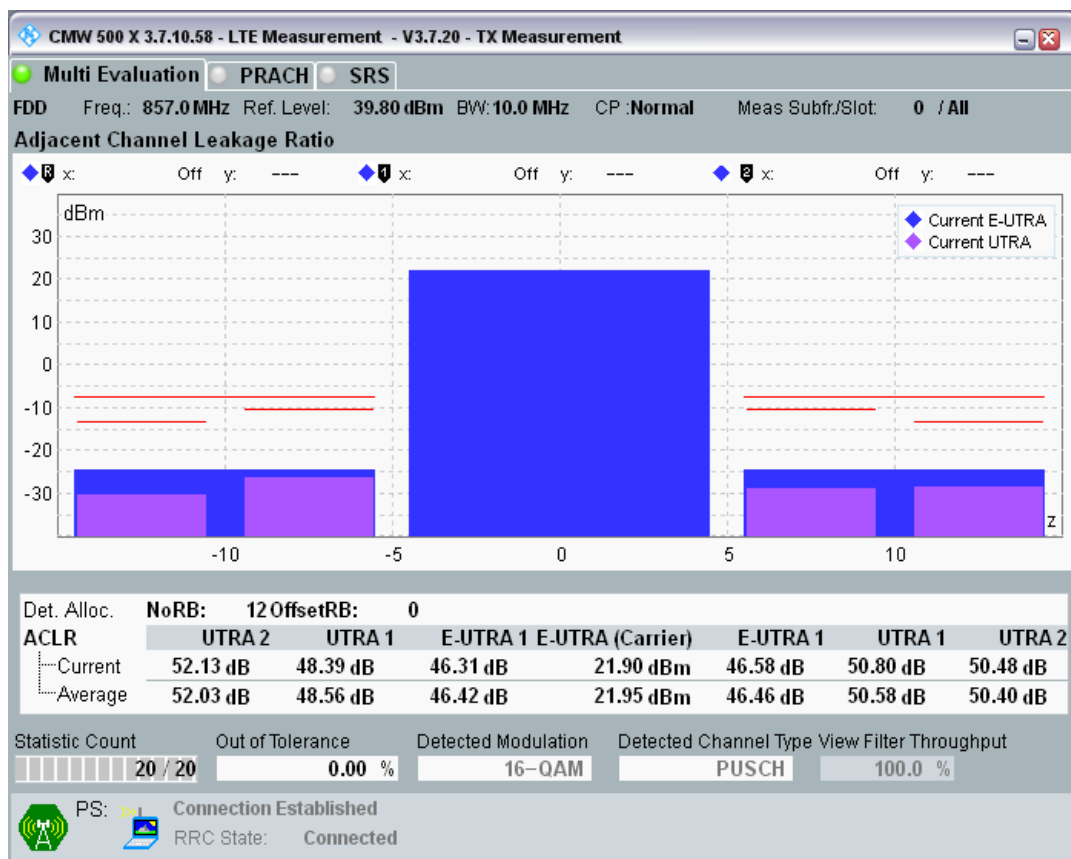 CMW 500 X 3.7.10.58 - LTE Measurement - V3.7.20 - TX Measurement
Multi Evaluation PRACH SRS
FDD Freq.: 857.0 MHz Ref. Level: 39.80 dBm BW: 10.0 MHz CP :Normal Meas Subfr./Slot: 0 / All
Adjacent Channel Leakage Ratio
R x: Off y: --- 1 x: Off y: --- 2 x: Off y: ---
dBm
Current E-UTRA
Current UTRA
30
20
10
0
-10
-20
-30
z
-10 -5 0 5 10
Det. Alloc. NoRB: 12 OffsetRB: 0
ACLR UTRA 2 UTRA 1 E-UTRA 1 E-UTRA (Carrier) E-UTRA 1 UTRA 1 UTRA 2
Current 52.13 dB 48.39 dB 46.31 dB 21.90 dBm 46.58 dB 50.80 dB 50.48 dB
Average 52.03 dB 48.56 dB 46.42 dB 21.95 dBm 46.46 dB 50.58 dB 50.40 dB
Statistic Count Out of Tolerance Detected Modulation Detected Channel Type View Filter Throughput
20 / 20 0.00 % 16-QAM PUSCH 100.0 %
PS: Connection Established
RRC State: Connected